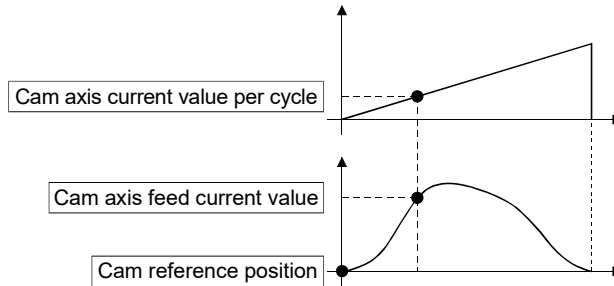 Cam axis current value per cycle
Cam axis feed current value
Cam reference position